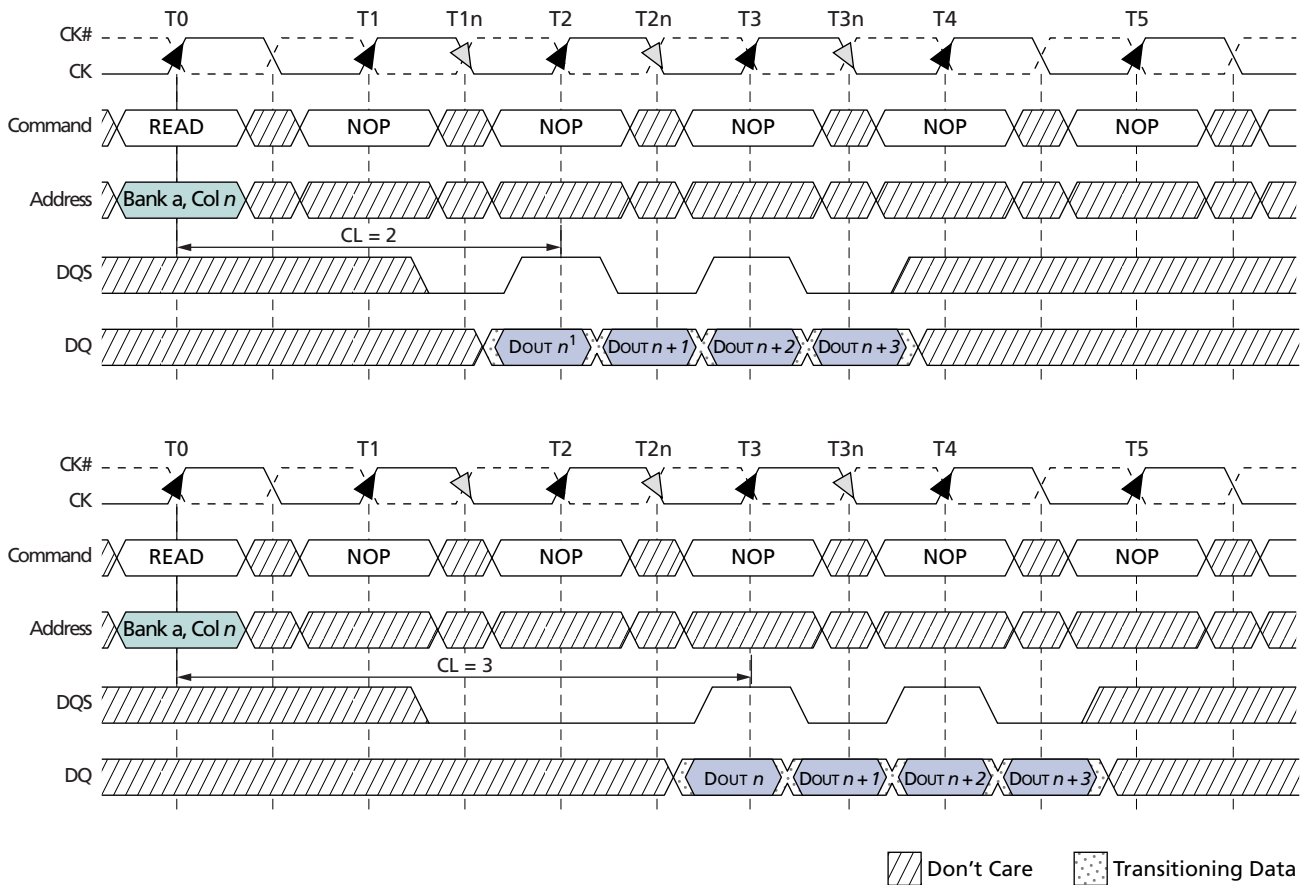 T0 T1 T1n T2 T2n T3 T3n T4 T5
CK#
CK
Command READ NOP NOP NOP NOP NOP
Address Bank a, Col n
CL = 2
DQS
DQ DOUT n1 DOUT n+1 DOUT n+2 DOUT n+3
T0 T1 T2 T2n T3 T3n T4 T5
CK#
CK
Command READ NOP NOP NOP NOP NOP
Address Bank a, Col n
CL = 3
DQS
DQ DOUT n DOUT n+1 DOUT n+2 DOUT n+3
Don't Care Transitioning Data